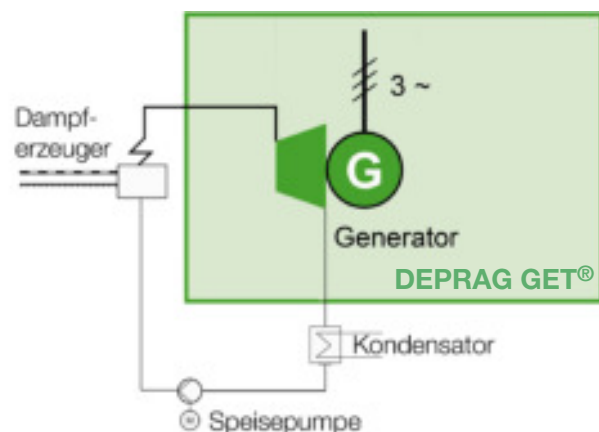 3 ~
Dampf-
erzeuger
G
Generator
DEPRAG GET®
Kondensator
Speisepumpe